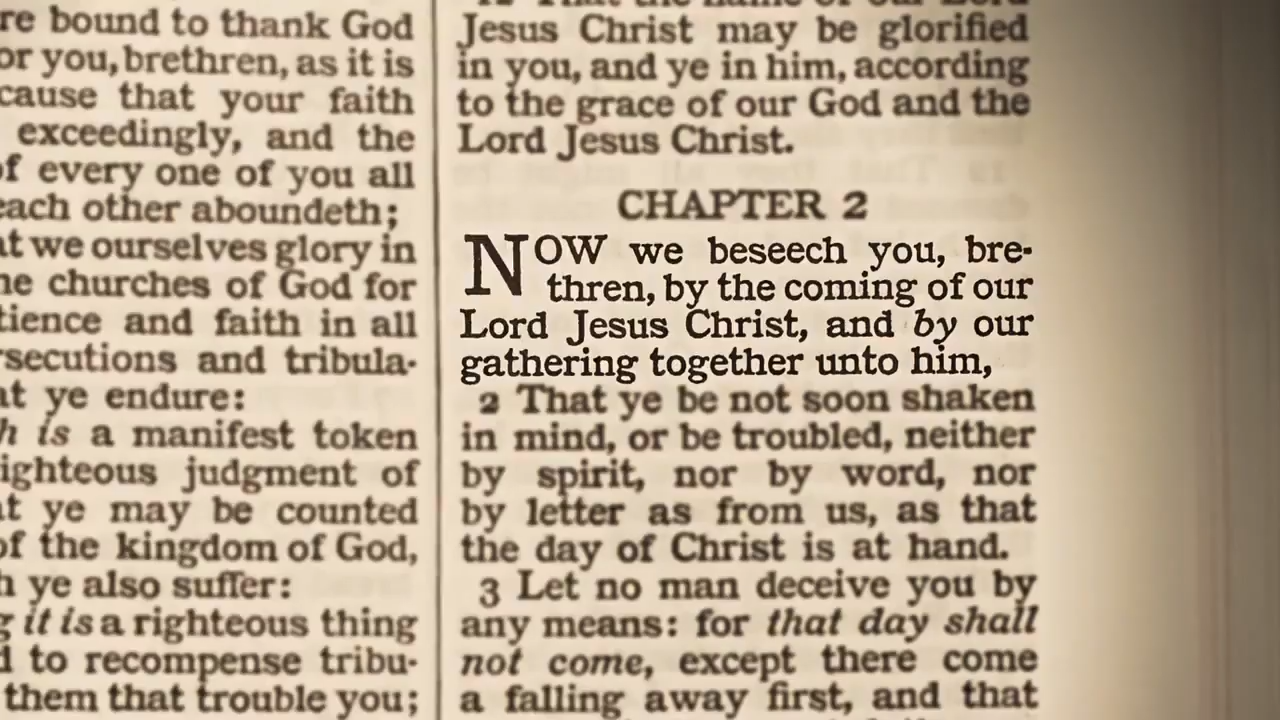 re bound to thank God
or you, brethren, as it is
cause that your faith
exceedingly, and the
of every one of you all
each other aboundeth;
at we ourselves glory in
he churches of God for
tience and faith in all
rsecutions and tribula-
at ye endure:
h is a manifest token
ighteous judgment of
at ye may be counted
of the kingdom of God,
h ye also suffer:
g it is a righteous thing
d to recompense tribu-
them that trouble you;
12 That the name of our Lord
Jesus Christ may be glorified
in you, and ye in him, according
to the grace of our God and the
Lord Jesus Christ.
CHAPTER 2
NOW we beseech you, bre-
thren, by the coming of our
Lord Jesus Christ, and by our
gathering together unto him,
2 That ye be not soon shaken
in mind, or be troubled, neither
by spirit, nor by word, nor
by letter as from us, as that
the day of Christ is at hand.
3 Let no man deceive you by
any means: for that day shall
not come, except there come
a falling away first, and that